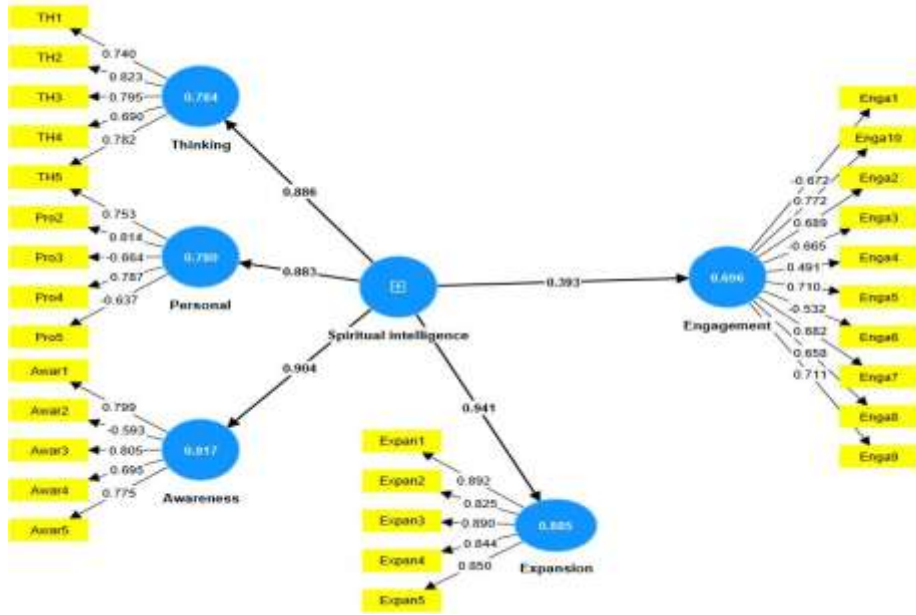 TH1
TH2
TH3
TH4
TH5
0.740
0.823
0.795
0.690
0.782
0.784
Thinking
0.886
Pro2
Pro3
Pro4
Pro5
0.753
0.814
-0.664
0.787
-0.637
0.780
Personal
0.883
Awar1
Awar2
Awar3
Awar4
Awar5
0.799
-0.593
0.805
0.695
0.775
0.817
Awareness
0.904
Spiritual intelligence
0.941
Expan1
Expan2
Expan3
Expan4
Expan5
0.892
0.825
0.890
0.844
0.850
0.885
Expansion
0.393
0.696
Engagement
-0.672
0.772
0.689
-0.665
0.491
0.710
-0.532
0.682
0.658
0.711
Enga1
Enga10
Enga2
Enga3
Enga4
Enga5
Enga6
Enga7
Enga8
Enga9